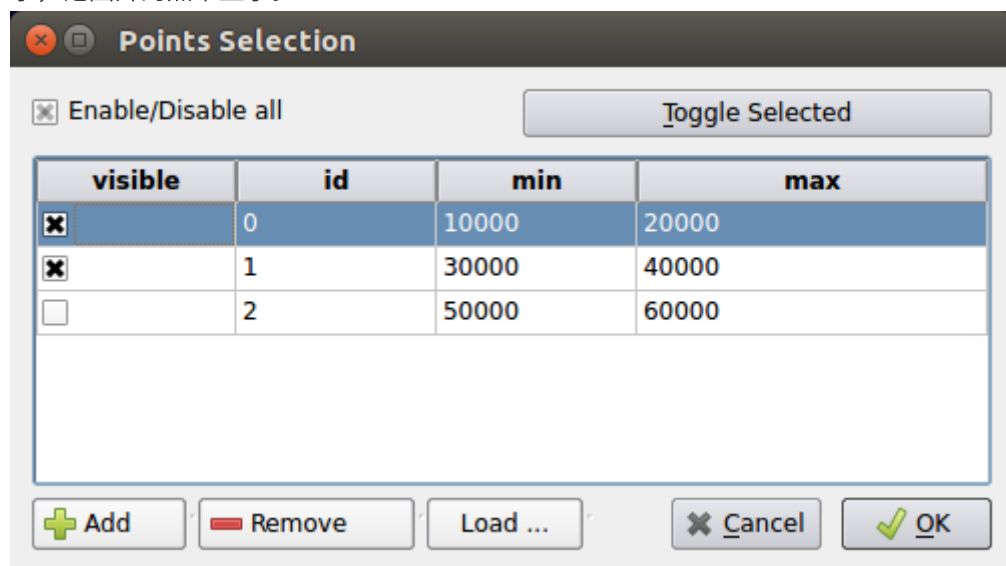 Points Selection
Enable/Disable all Toggle Selected
visible id min max
0 10000 20000
1 30000 40000
2 50000 60000
Add Remove Load ... Cancel OK